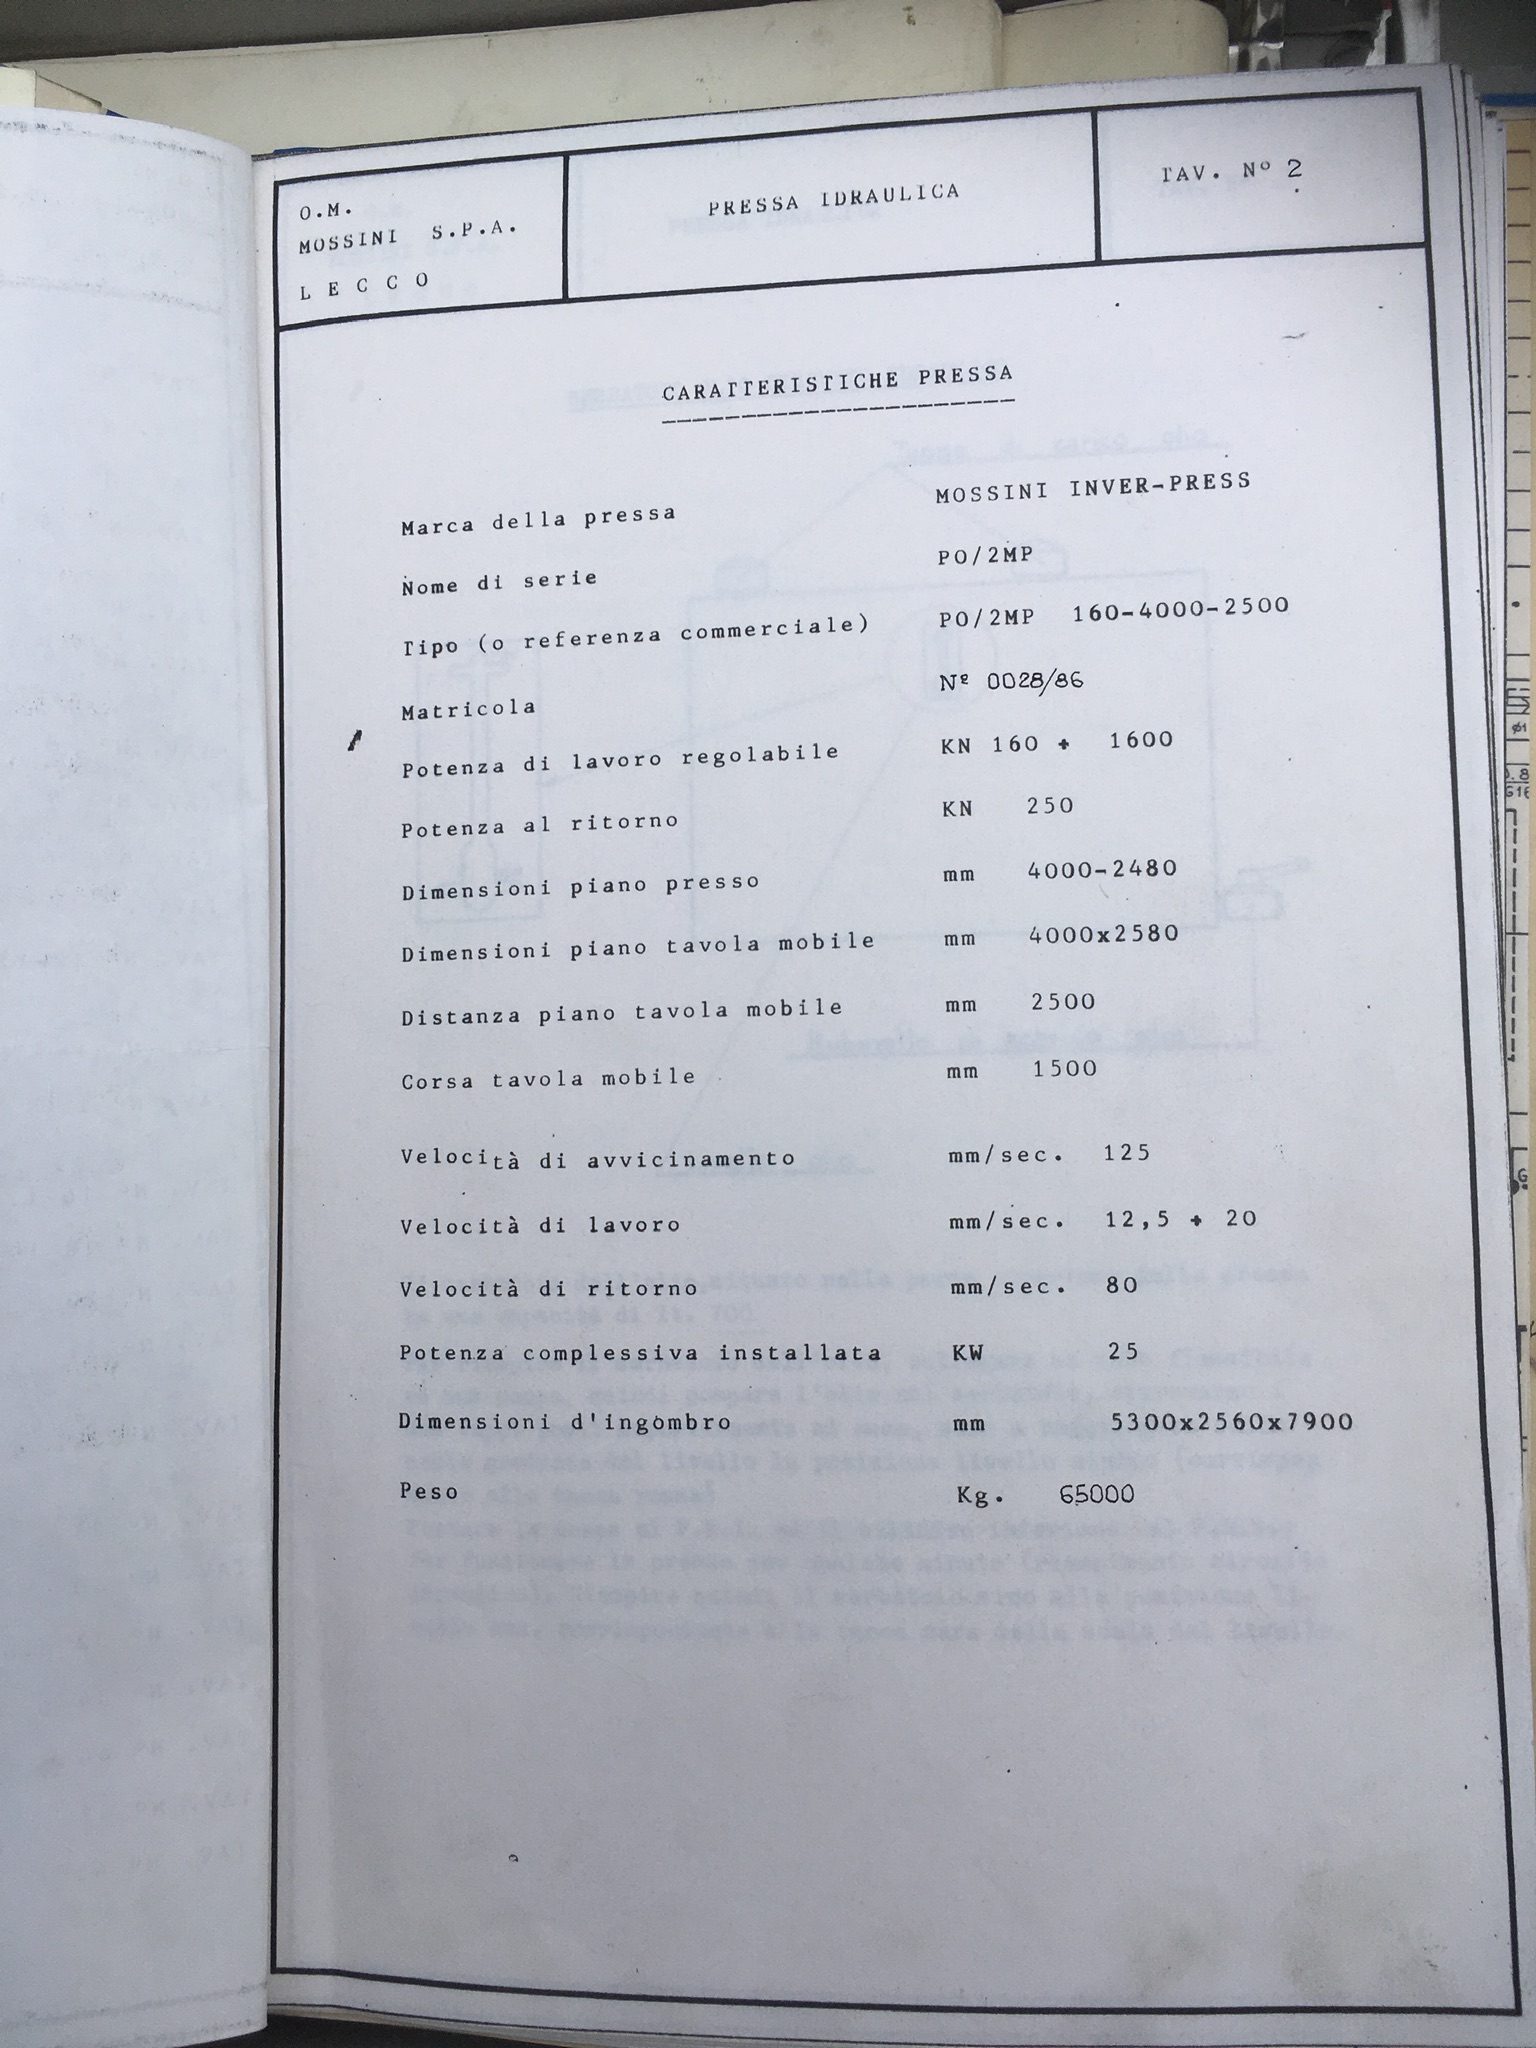 O.M.
MOSSINI S.P.A.
LECCO
PRESSA IDRAULICA
TAV. Nº 2
CARATTERISTICHE PRESSA
Marca della pressa MOSSINI INVER-PRESS
Nome di serie PO/2MP
Tipo (o referenza commerciale) PO/2MP 160-4000-2500
Matricola Nº 0028/86
Potenza di lavoro regolabile KN 160 + 1600
Potenza al ritorno KN 250
Dimensioni piano presso mm 4000-2480
Dimensioni piano tavola mobile mm 4000x2580
Distanza piano tavola mobile mm 2500
Corsa tavola mobile mm 1500
Velocità di avvicinamento mm/sec. 125
Velocità di lavoro mm/sec. 12,5 + 20
Velocità di ritorno mm/sec. 80
Potenza complessiva installata KW 25
Dimensioni d'ingombro mm 5300x2560x7900
Peso Kg. 65000